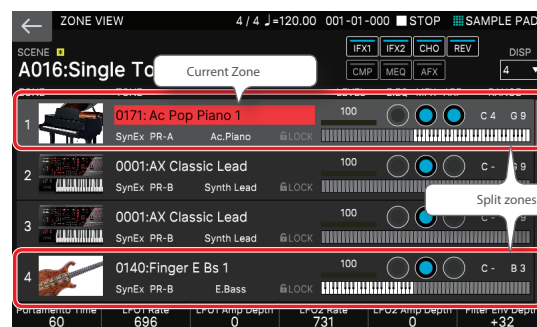 ZONE VIEW 4 / 4 ♩=120.00 001-01-000 STOP SAMPLE PAD
SCENE IFX1 IFX2 CHO REV DISP
A016:Single To CMP MEQ AFX 4
Current Zone
ZONE ZONE LEVEL RANGE
1 0171: Ac Pop Piano 1 100 C 4 G 9
SynEx PR-A Ac.Piano LOCK
2 0001:AX Classic Lead 100 C - G 9
SynEx PR-B Synth Lead LOCK
Split zones
3 0001:AX Classic Lead 100 C - G 9
SynEx PR-B Synth Lead LOCK
4 0140:Finger E Bs 1 100 C - B 3
SynEx PR-B E.Bass LOCK
Portamento Time LFO1 Rate LFO1 Amp Depth LFO2 Rate LFO2 Amp Depth Filter Env Depth
60 696 0 731 0 +32